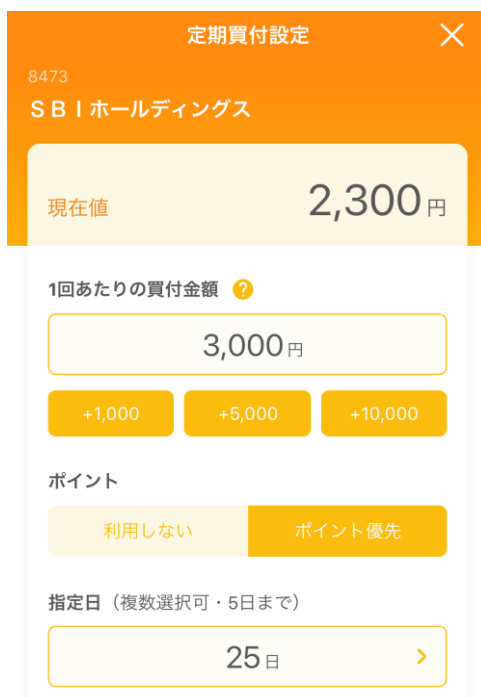 定期買付設定
8473
ＳＢＩホールディングス
現在値 2,300円
1回あたりの買付金額 ?
3,000円
+1,000 +5,000 +10,000
ポイント
利用しない ポイント優先
指定日（複数選択可・5日まで）
25日